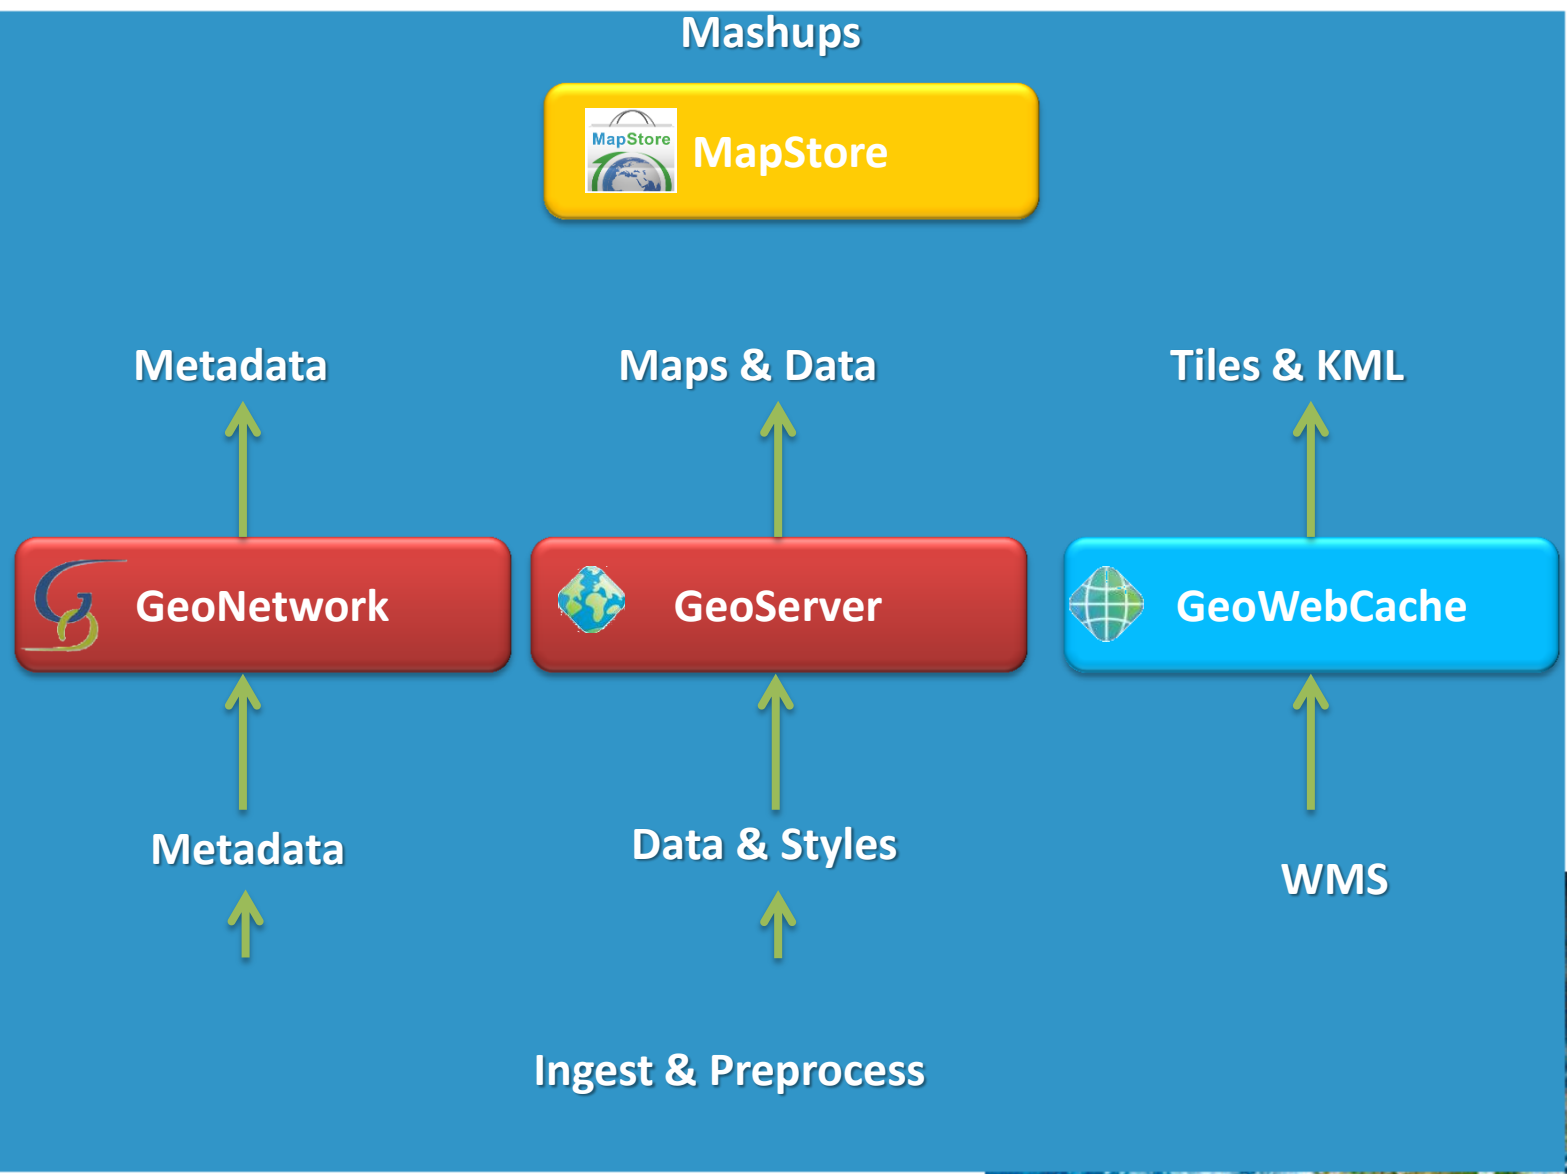 Mashups
MapStore
MapStore
Metadata
Maps & Data
Tiles & KML
GeoNetwork
GeoServer
GeoWebCache
Metadata
Data & Styles
WMS
Ingest & Preprocess